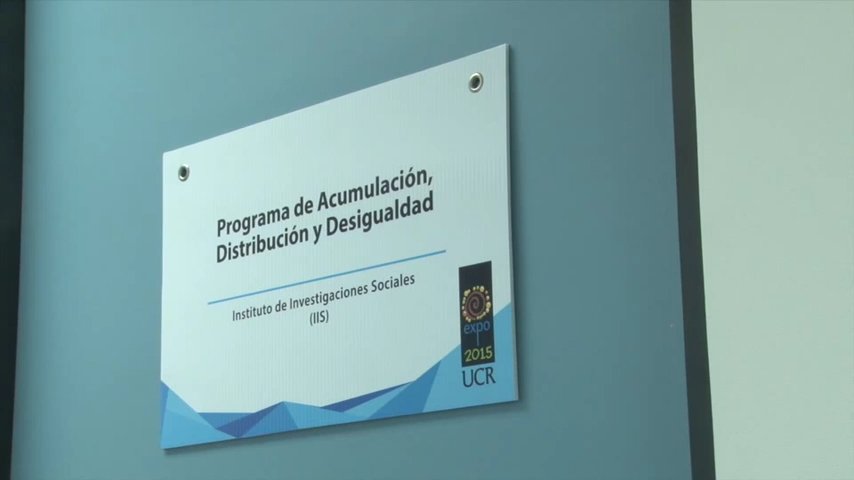 Programa de Acumulación,
Distribución y Desigualdad
Instituto de Investigaciones Sociales
(IIS)
expo
2015
UCR